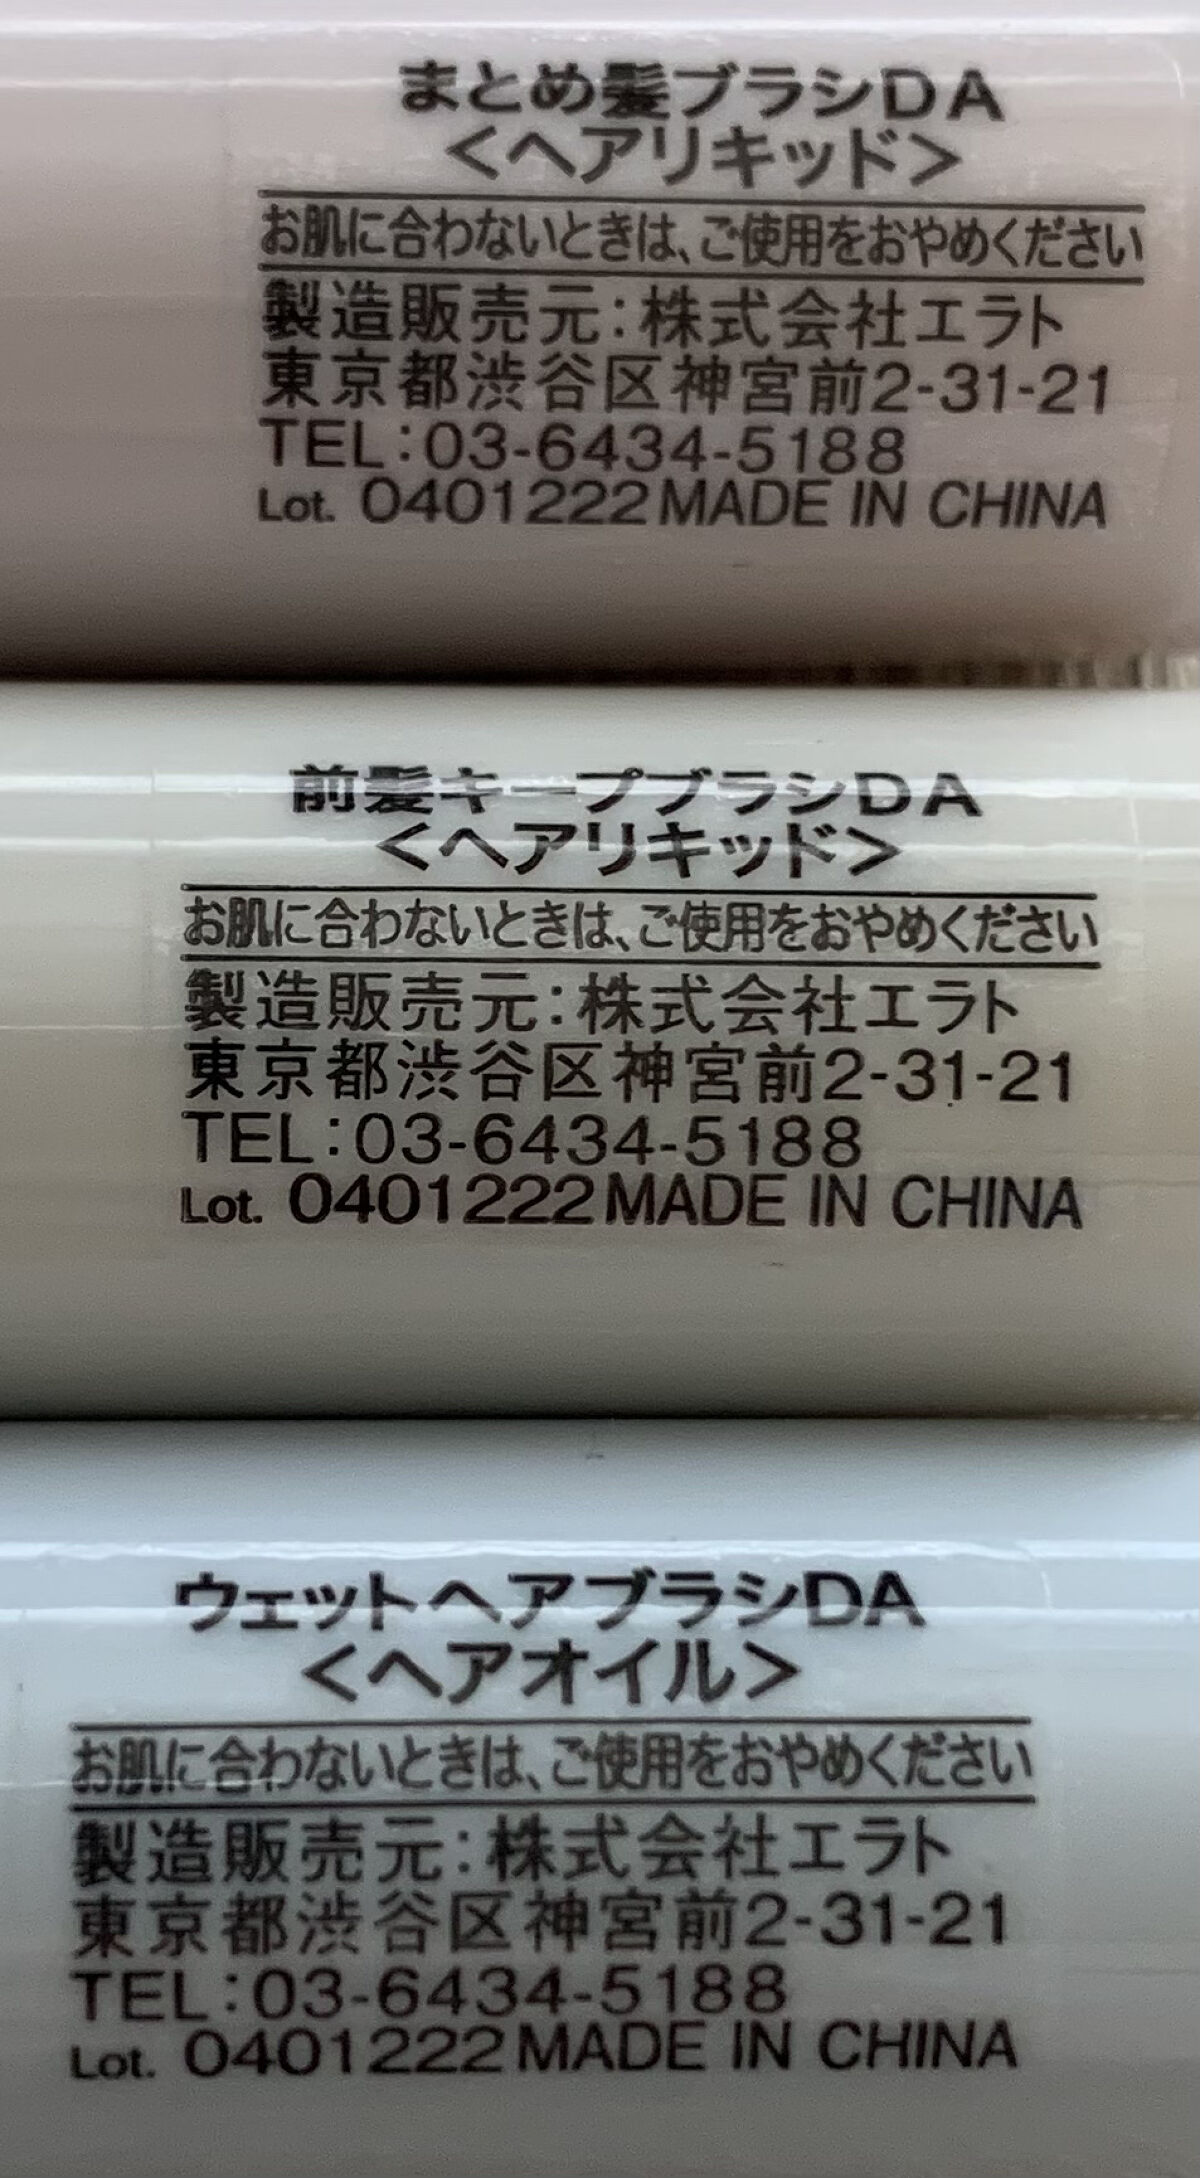 まとめ髪ブラシDA
<ヘアリキッド>
お肌に合わないときは、ご使用をおやめください
製造販売元：株式会社エラト
東京都渋谷区神宮前2-31-21
TEL：03-6434-5188
Lot. 0401222 MADE IN CHINA
前髪キープブラシDA
<ヘアリキッド>
お肌に合わないときは、ご使用をおやめください
製造販売元：株式会社エラト
東京都渋谷区神宮前2-31-21
TEL：03-6434-5188
Lot. 0401222 MADE IN CHINA
ウェットヘアブラシDA
<ヘアオイル>
お肌に合わないときは、ご使用をおやめください
製造販売元：株式会社エラト
東京都渋谷区神宮前2-31-21
TEL：03-6434-5188
Lot. 0401222 MADE IN CHINA